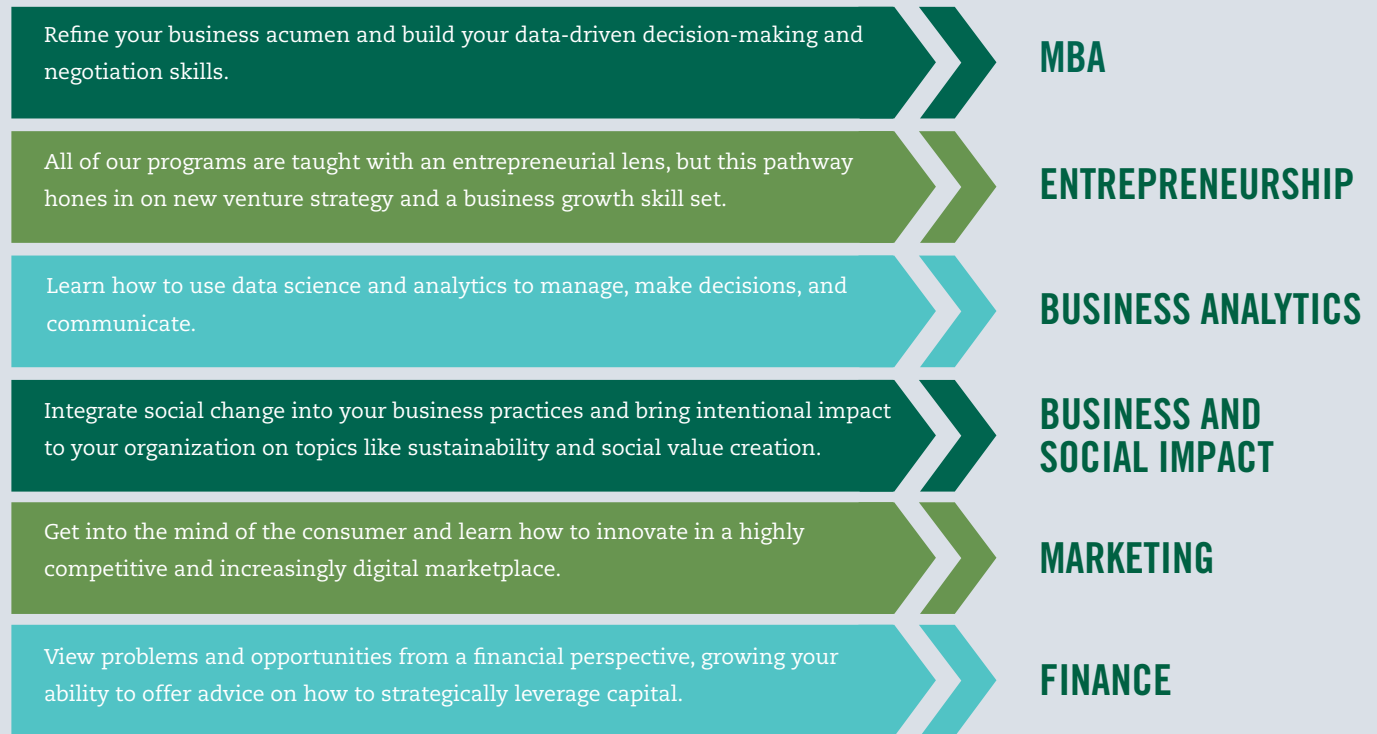 Refine your business acumen and build your data-driven decision-making and
negotiation skills.
MBA
All of our programs are taught with an entrepreneurial lens, but this pathway
hones in on new venture strategy and a business growth skill set.
ENTREPRENEURSHIP
Learn how to use data science and analytics to manage, make decisions, and
communicate.
BUSINESS ANALYTICS
Integrate social change into your business practices and bring intentional impact
to your organization on topics like sustainability and social value creation.
BUSINESS AND
SOCIAL IMPACT
Get into the mind of the consumer and learn how to innovate in a highly
competitive and increasingly digital marketplace.
MARKETING
View problems and opportunities from a financial perspective, growing your
ability to offer advice on how to strategically leverage capital.
FINANCE